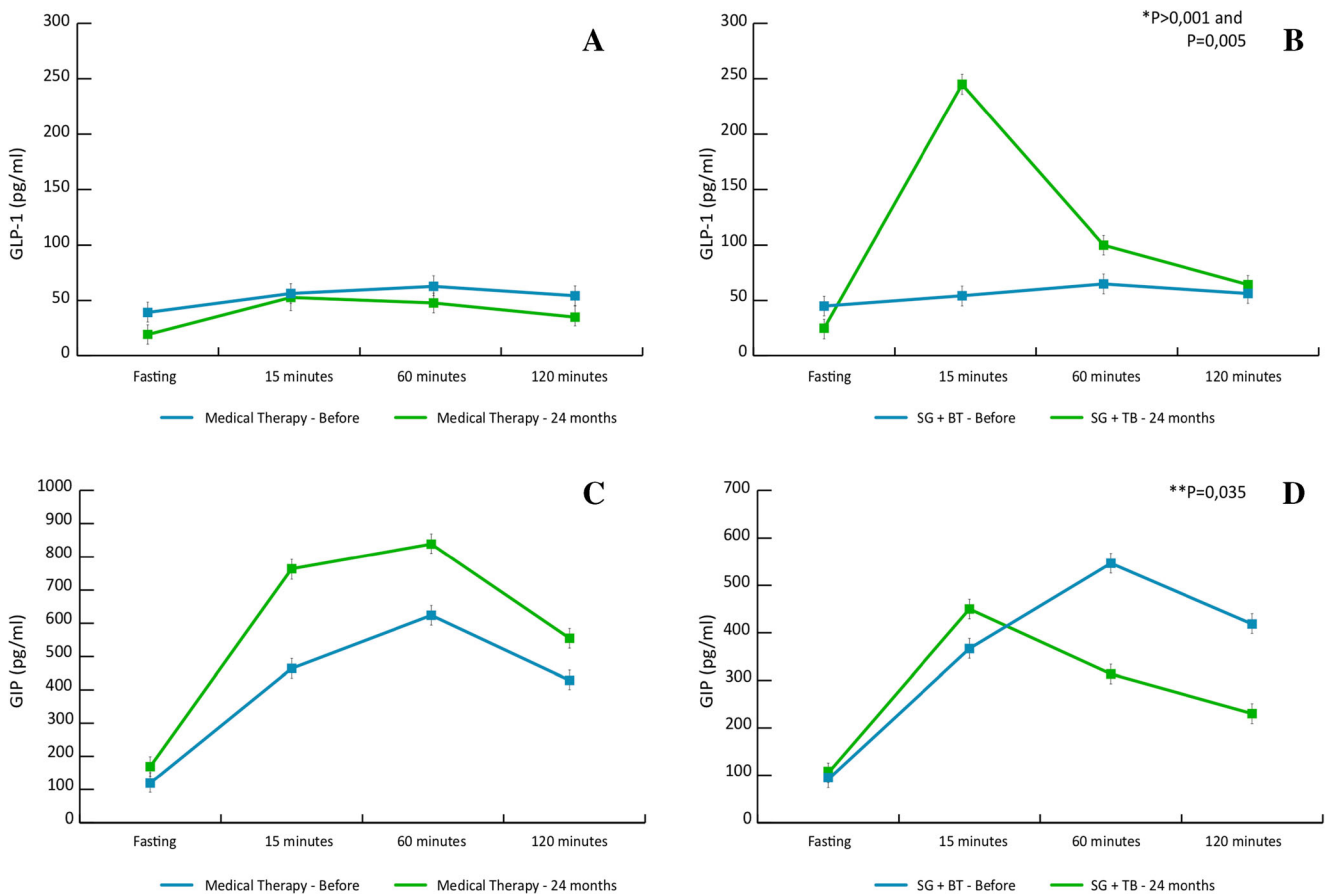 A
GLP-1 (pg/ml)
300
250
200
150
100
50
0
Fasting 15 minutes 60 minutes 120 minutes
Medical Therapy - Before Medical Therapy - 24 months
B
*P>0,001 and
P=0,005
GLP-1 (pg/ml)
300
250
200
150
100
50
0
Fasting 15 minutes 60 minutes 120 minutes
SG + BT - Before SG + TB - 24 months
C
GIP (pg/ml)
1000
900
800
700
600
500
400
300
200
100
0
Fasting 15 minutes 60 minutes 120 minutes
Medical Therapy - Before Medical Therapy - 24 months
D
**P=0,035
GIP (pg/ml)
700
600
500
400
300
200
100
0
Fasting 15 minutes 60 minutes 120 minutes
SG + BT - Before SG + TB - 24 months